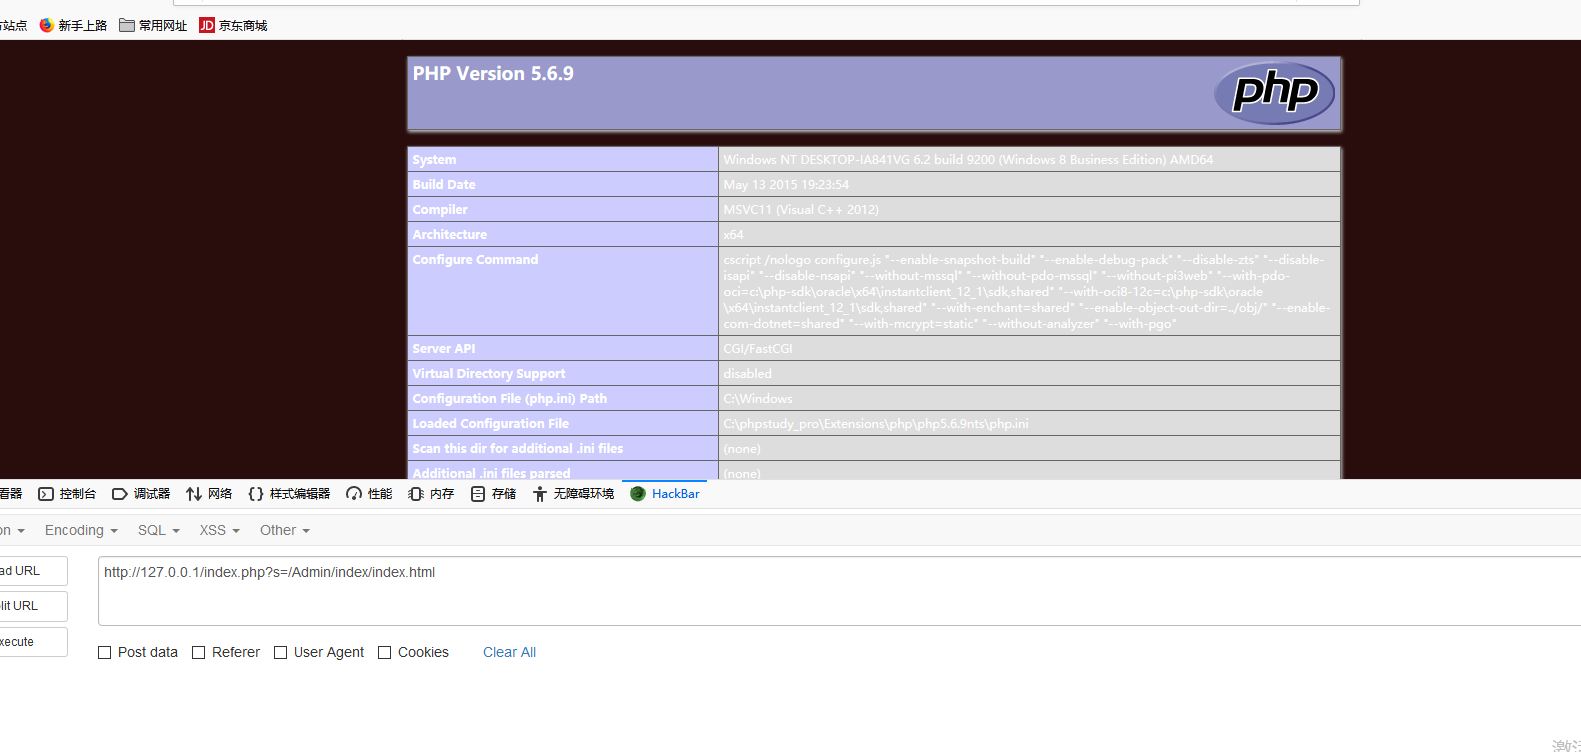 站点 新手上路 常用网址 JD 京东商城
PHP Version 5.6.9
php
System Windows NT DESKTOP-IA841VG 6.2 build 9200 (Windows 8 Business Edition) AMD64
Build Date May 13 2015 19:23:54
Compiler MSVC11 (Visual C++ 2012)
Architecture x64
Configure Command cscript /nologo configure.js "--enable-snapshot-build" "--enable-debug-pack" "--disable-zts" "--disable-
isapi" "--disable-nsapi" "--without-mssql" "--without-pdo-mssql" "--without-pi3web" "--with-pdo-
oci=c:\php-sdk\oracle\x64\instantclient_12_1\sdk,shared" "--with-oci8-12c=c:\php-sdk\oracle
\x64\instantclient_12_1\sdk,shared" "--with-enchant=shared" "--enable-object-out-dir=../obj/" "--enable-
com-dotnet=shared" "--with-mcrypt=static" "--without-analyzer" "--with-pgo"
Server API CGI/FastCGI
Virtual Directory Support disabled
Configuration File (php.ini) Path C:\Windows
Loaded Configuration File C:\phpstudy_pro\Extensions\php\php5.6.9nts\php.ini
Scan this dir for additional .ini files (none)
Additional .ini files parsed (none)
看器 控制台 调试器 网络 样式编辑器 性能 内存 存储 无障碍环境 HackBar
on Encoding SQL XSS Other
ad URL http://127.0.0.1/index.php?s=/Admin/index/index.html
lit URL
xecute
Post data Referer User Agent Cookies Clear All